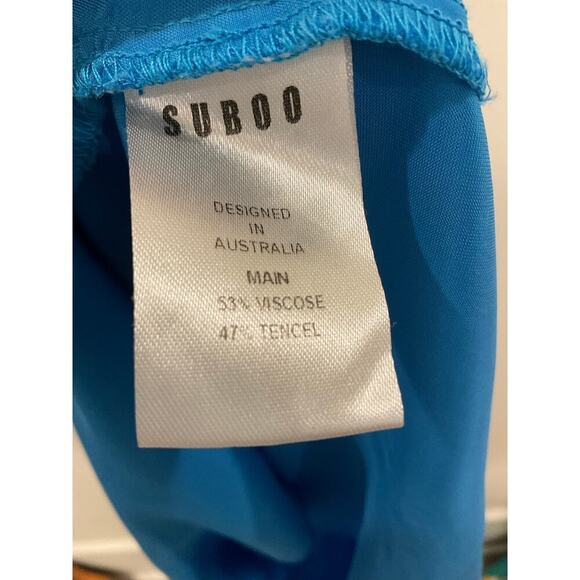 SUBOO
DESIGNED
IN
AUSTRALIA
MAIN
53% VISCOSE
47% TENCEL